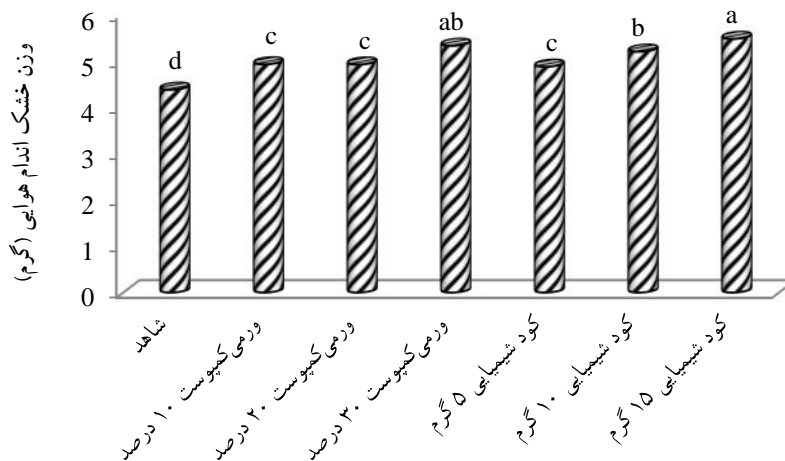 وزن خشک اندام هوایی (گرم)
6
5
4
3
2
1
0
d
c
c
ab
c
b
a
شاهد
ورمی‌کمپوست ۱۰ درصد
ورمی‌کمپوست ۲۰ درصد
ورمی‌کمپوست ۳۰ درصد
کود شیمیایی ۵ گرم
کود شیمیایی ۱۰ گرم
کود شیمیایی ۱۵ گرم